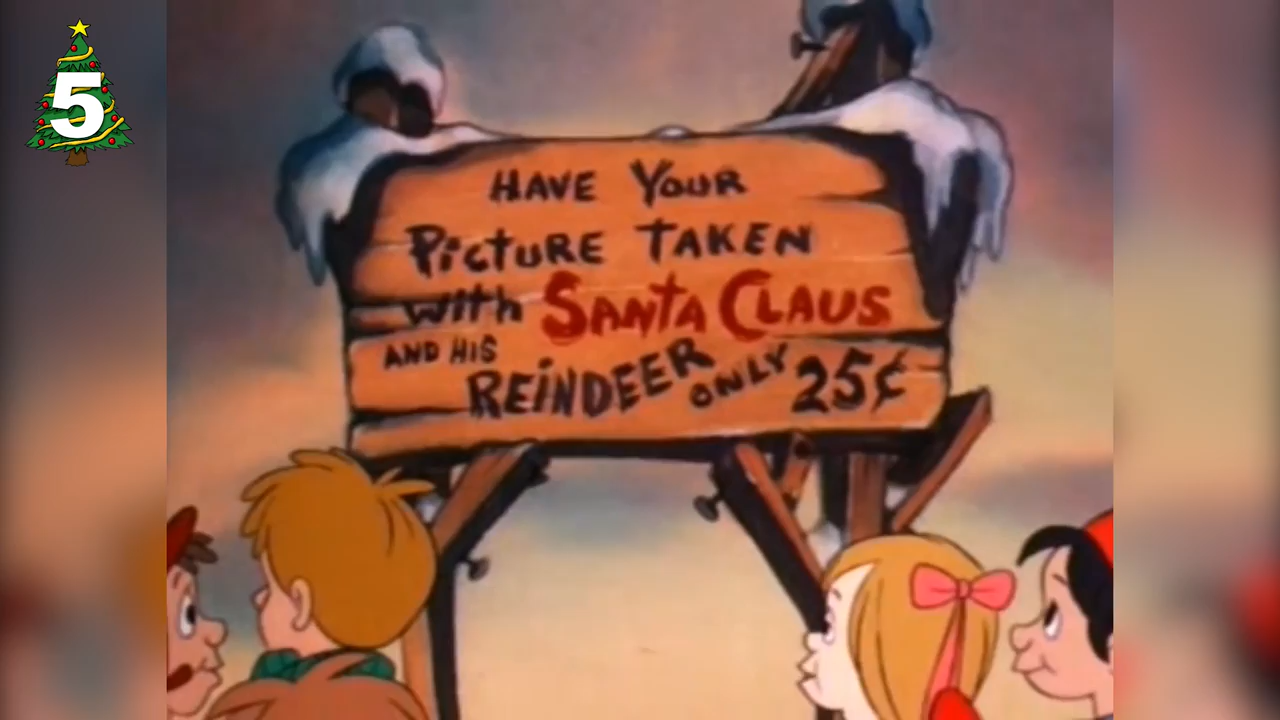 5
HAVE YOUR
PiCTURE TAKEN
with SANTA CLAUS
AND HIS REiNDEER ONLY 25¢